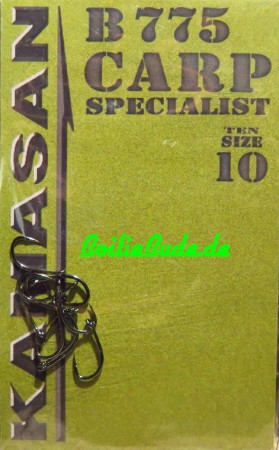 B 775
CARP
SPECIALIST
TEN
SIZE
10
BoilieBude.de
KAMASAN